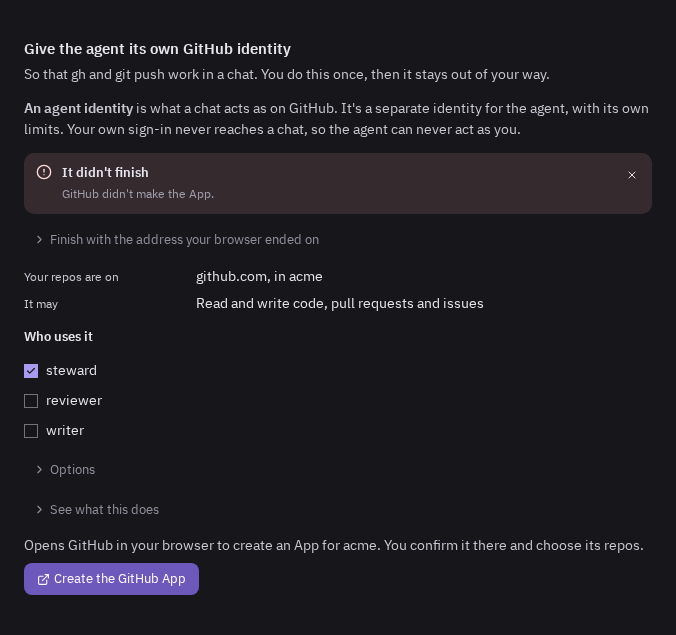 Give the agent its own GitHub identity
So that gh and git push work in a chat. You do this once, then it stays out of your way.
An agent identity is what a chat acts as on GitHub. It's a separate identity for the agent, with its own
limits. Your own sign-in never reaches a chat, so the agent can never act as you.
It didn't finish
GitHub didn't make the App.
Finish with the address your browser ended on
Your repos are on github.com, in acme
It may Read and write code, pull requests and issues
Who uses it
steward
reviewer
writer
Options
See what this does
Opens GitHub in your browser to create an App for acme. You confirm it there and choose its repos.
Create the GitHub App